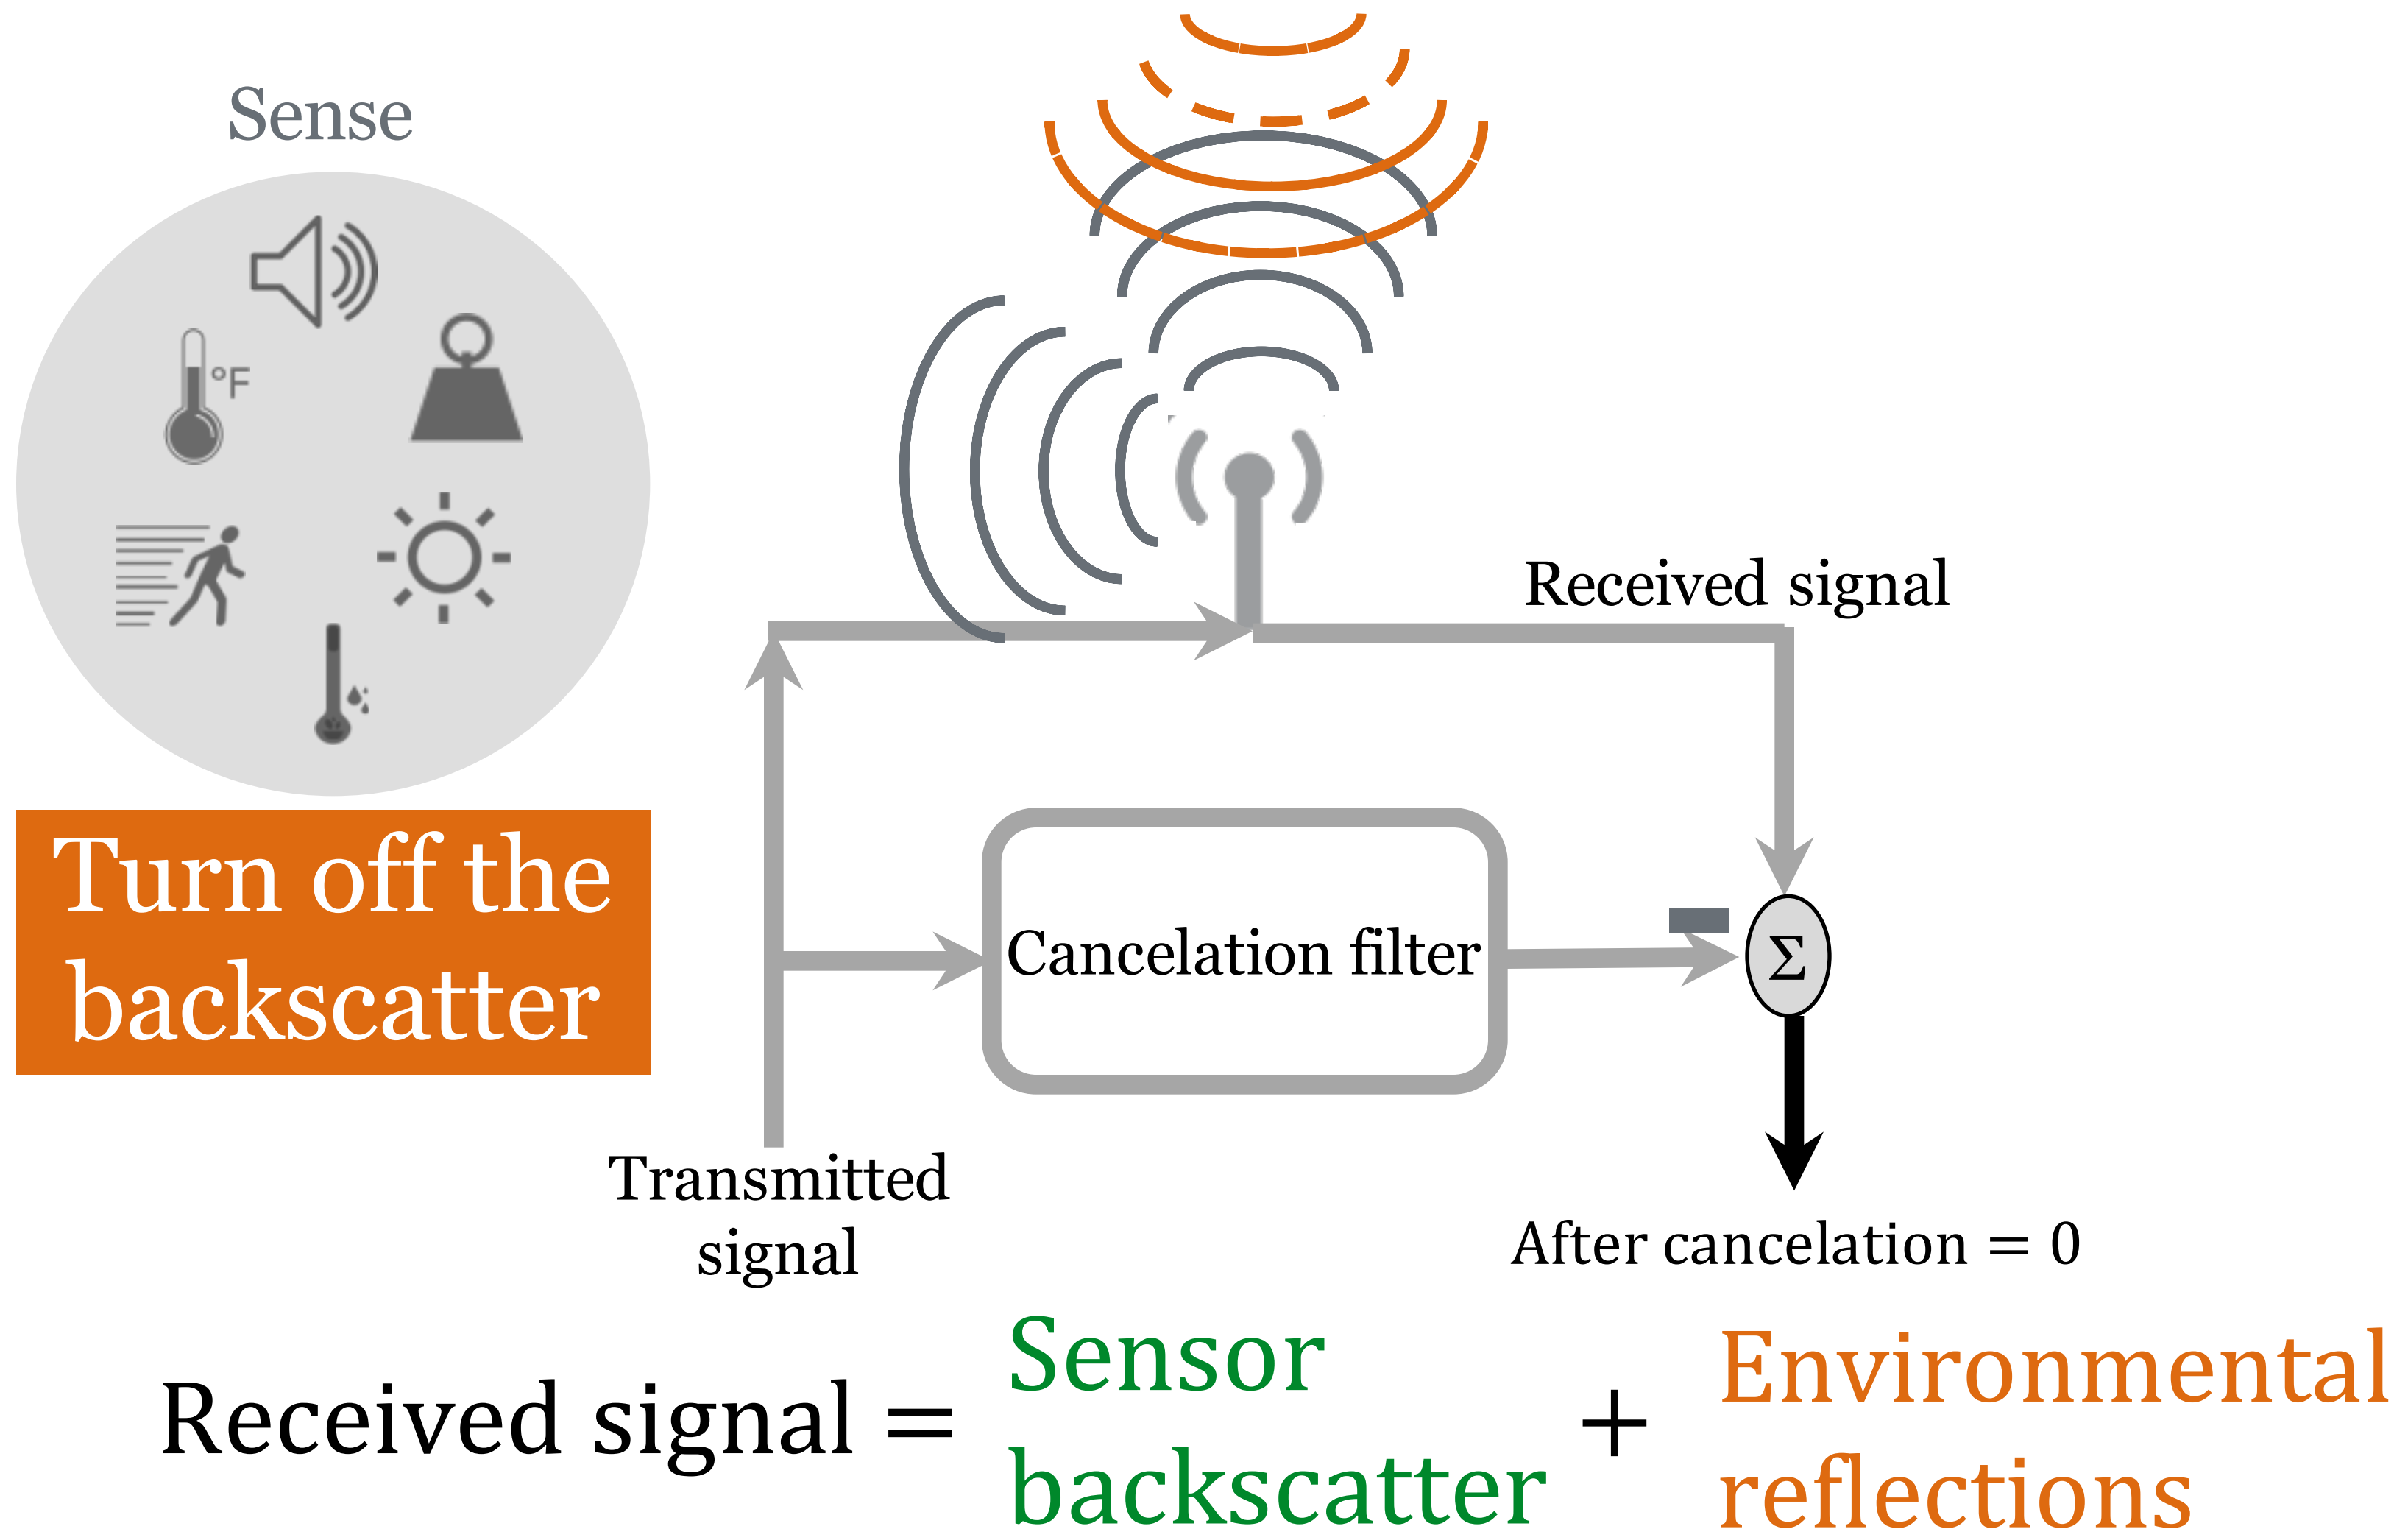 Sense
°F
Turn off the
backscatter
Received signal
Cancelation filter
Σ
Transmitted
signal
After cancelation = 0
Received signal =
Sensor
backscatter
+
Environmental
reflections